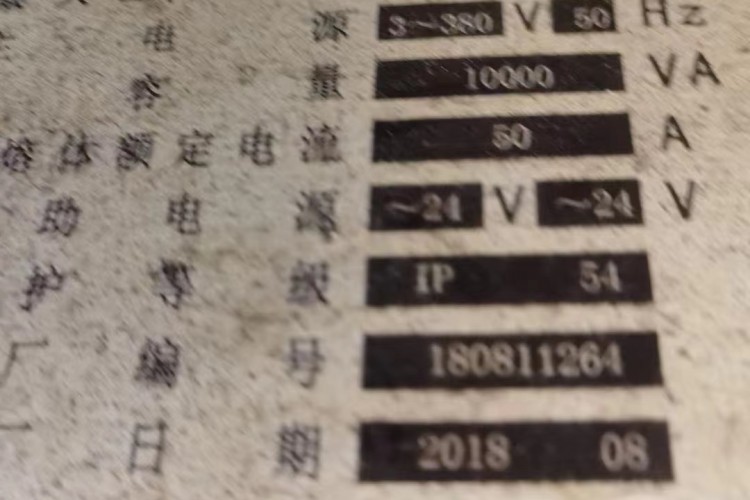 电 源 3～380 V 50 Hz
容 量 10000 VA
熔体额定电流 50 A
助 电 源 ～24 V ～24 V
护 等 级 IP 54
厂 编 号 180811264
日 期 2018 08